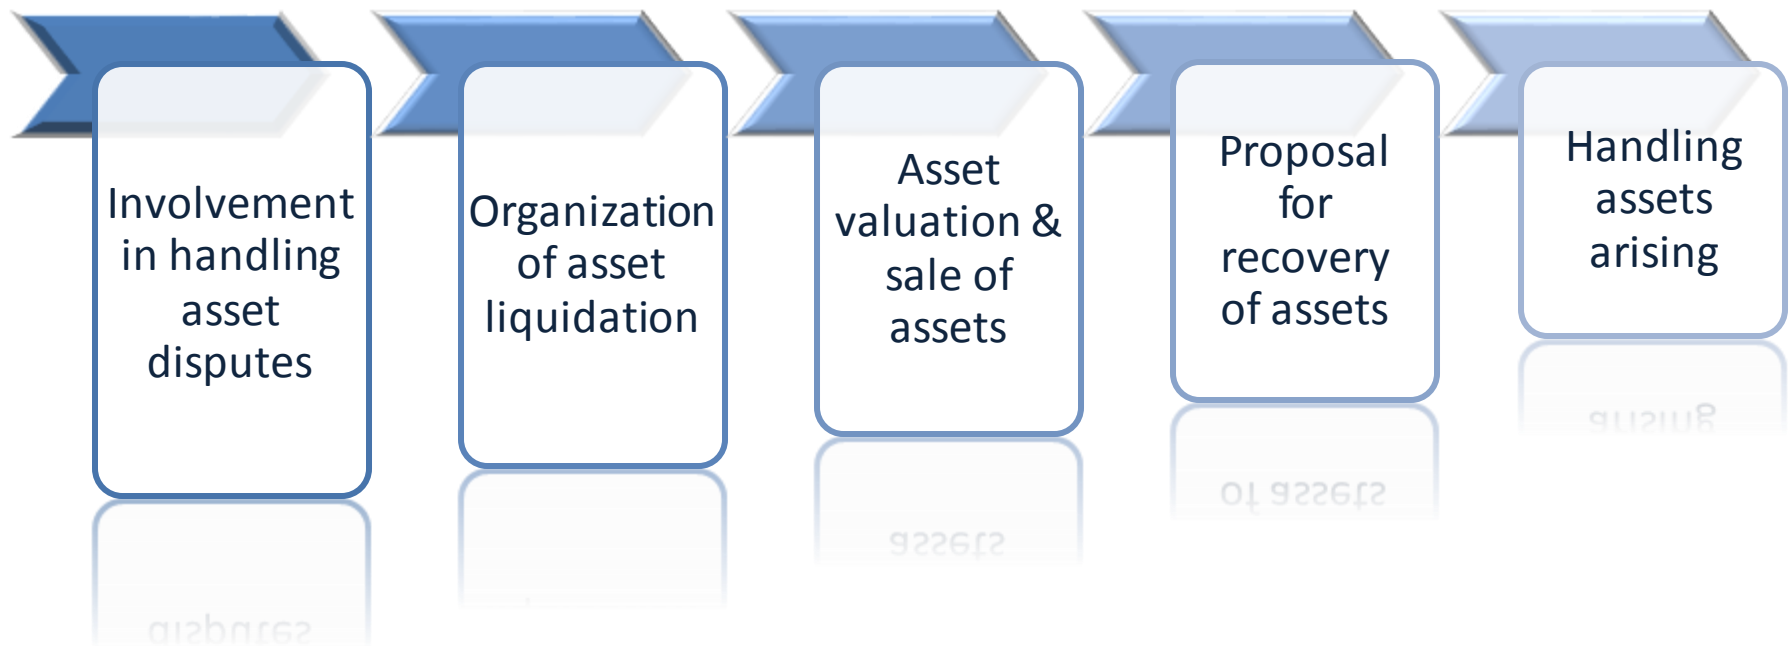 Involvement
in handling
asset
disputes
Organization
of asset
liquidation
Asset
valuation &
sale of
assets
Proposal
for
recovery
of assets
Handling
assets
arising